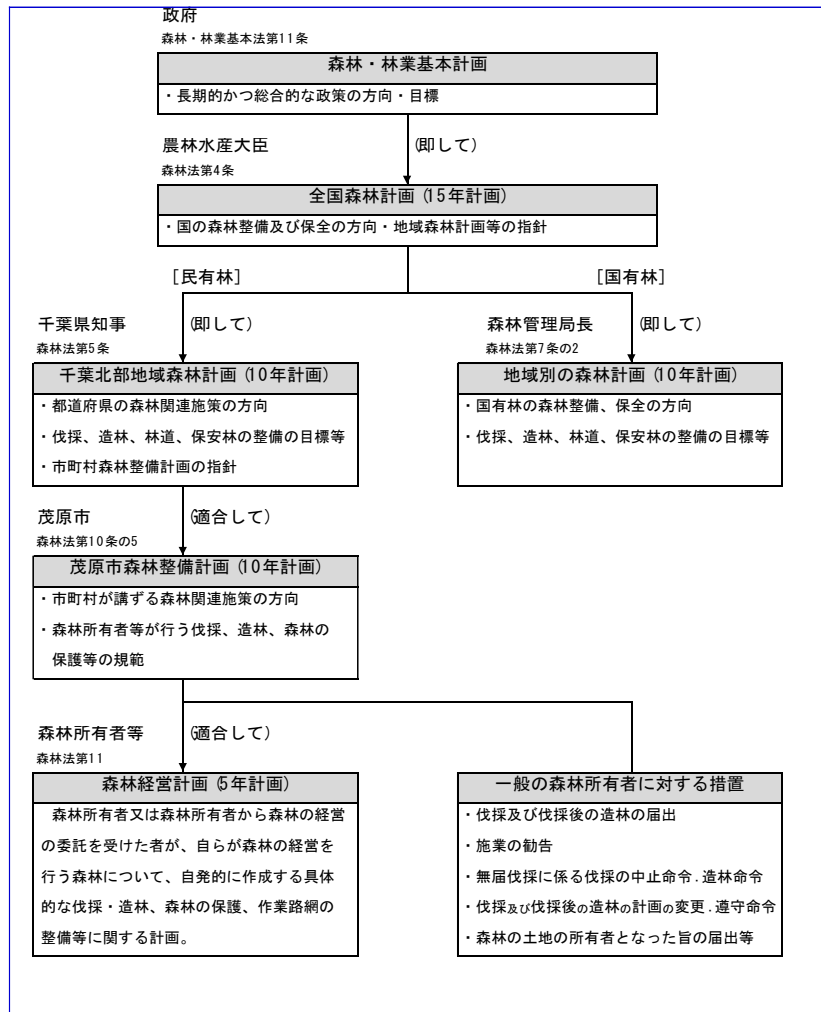 政府
森林・林業基本法第11条
森林・林業基本計画
・長期的かつ総合的な政策の方向・目標
農林水産大臣
(即して)
森林法第4条
全国森林計画(15年計画)
・国の森林整備及び保全の方向・地域森林計画等の指針
[民有林]
[国有林]
千葉県知事
(即して)
森林法第5条
千葉北部地域森林計画(10年計画)
・都道府県の森林関連施策の方向
・伐採、造林、林道、保安林の整備の目標等
・市町村森林整備計画の指針
森林管理局長
(即して)
森林法第7条の2
地域別の森林計画(10年計画)
・国有林の森林整備、保全の方向
・伐採、造林、林道、保安林の整備の目標等
茂原市
(適合して)
森林法第10条の5
茂原市森林整備計画(10年計画)
・市町村が講ずる森林関連施策の方向
・森林所有者等が行う伐採、造林、森林の
保護等の規範
森林所有者等
(適合して)
森林法第11
森林経営計画(5年計画)
森林所有者又は森林所有者から森林の経営
の委託を受けた者が、自らが森林の経営を
行う森林について、自発的に作成する具体
的な伐採・造林、森林の保護、作業路網の
整備等に関する計画。
一般の森林所有者に対する措置
・伐採及び伐採後の造林の届出
・施業の勧告
・無届伐採に係る伐採の中止命令.造林命令
・伐採及び伐採後の造林の計画の変更.遵守命令
・森林の土地の所有者となった旨の届出等